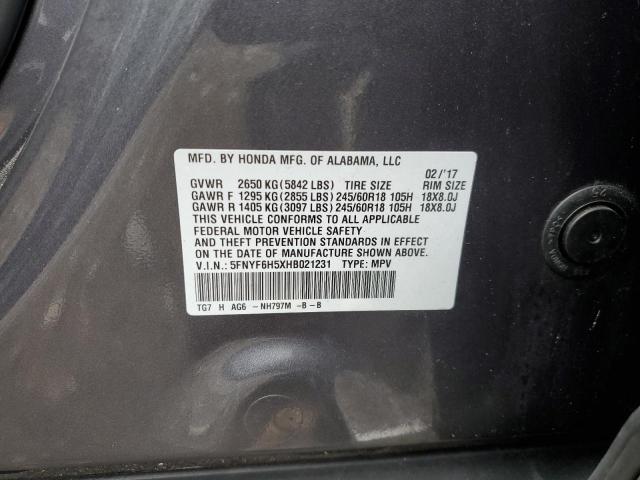 MFD. BY HONDA MFG. OF ALABAMA, LLC 02/'17
GVWR 2650 KG (5842 LBS) TIRE SIZE RIM SIZE
GAWR F 1295 KG (2855 LBS) 245/60R18 105H 18X8.0J
GAWR R 1405 KG (3097 LBS) 245/60R18 105H 18X8.0J
THIS VEHICLE CONFORMS TO ALL APPLICABLE
FEDERAL MOTOR VEHICLE SAFETY
AND THEFT PREVENTION STANDARDS IN EFFECT
ON THE DATE OF MANUFACTURE SHOWN ABOVE.
V.I.N.: 5FNYF6H5XHB021231 TYPE: MPV
TG7 H AG6 -NH797M -B -B